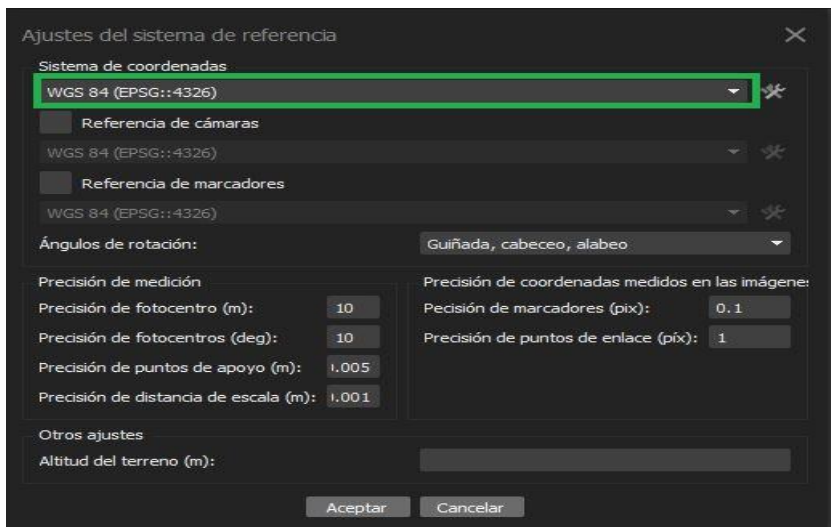 Ajustes del sistema de referencia
Sistema de coordenadas
WGS 84 (EPSG::4326)
Referencia de cámaras
WGS 84 (EPSG::4326)
Referencia de marcadores
WGS 84 (EPSG::4326)
Ángulos de rotación: Guiñada, cabeceo, alabeo
Precisión de medición
Precisión de fotocentro (m): 10
Precisión de fotocentros (deg): 10
Precisión de puntos de apoyo (m): .005
Precisión de distancia de escala (m): .001
Precisión de coordenadas medidos en las imágenes
Pecisión de marcadores (pix): 0.1
Precisión de puntos de enlace (píx): 1
Otros ajustes
Altitud del terreno (m):
Aceptar Cancelar